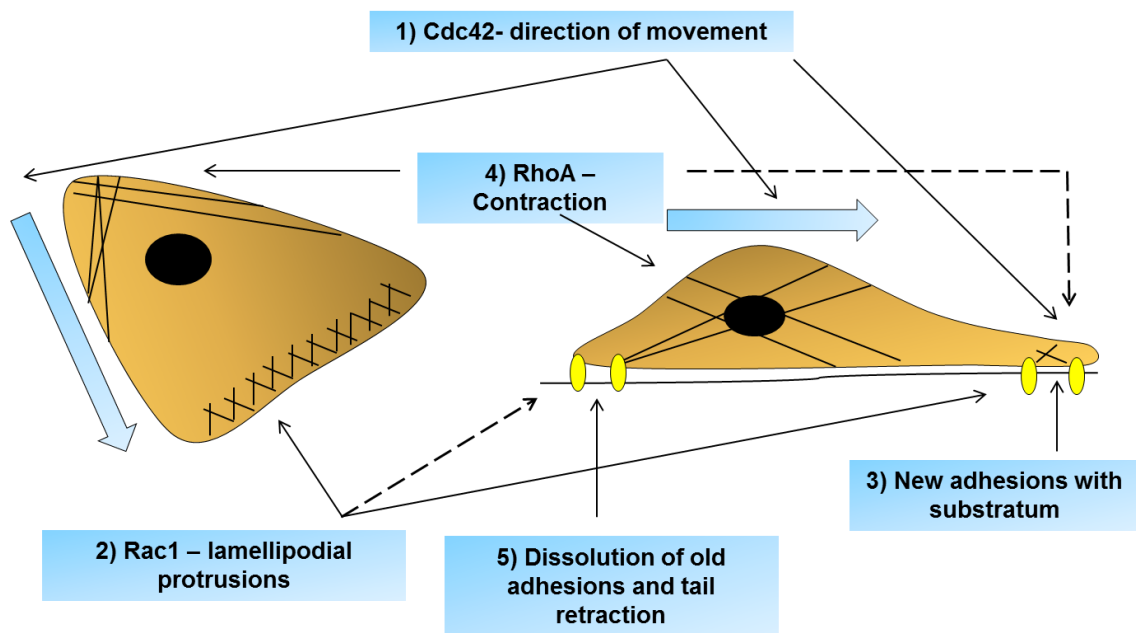 1) Cdc42- direction of movement
4) RhoA –
Contraction
3) New adhesions with
substratum
2) Rac1 – lamellipodial
protrusions
5) Dissolution of old
adhesions and tail
retraction